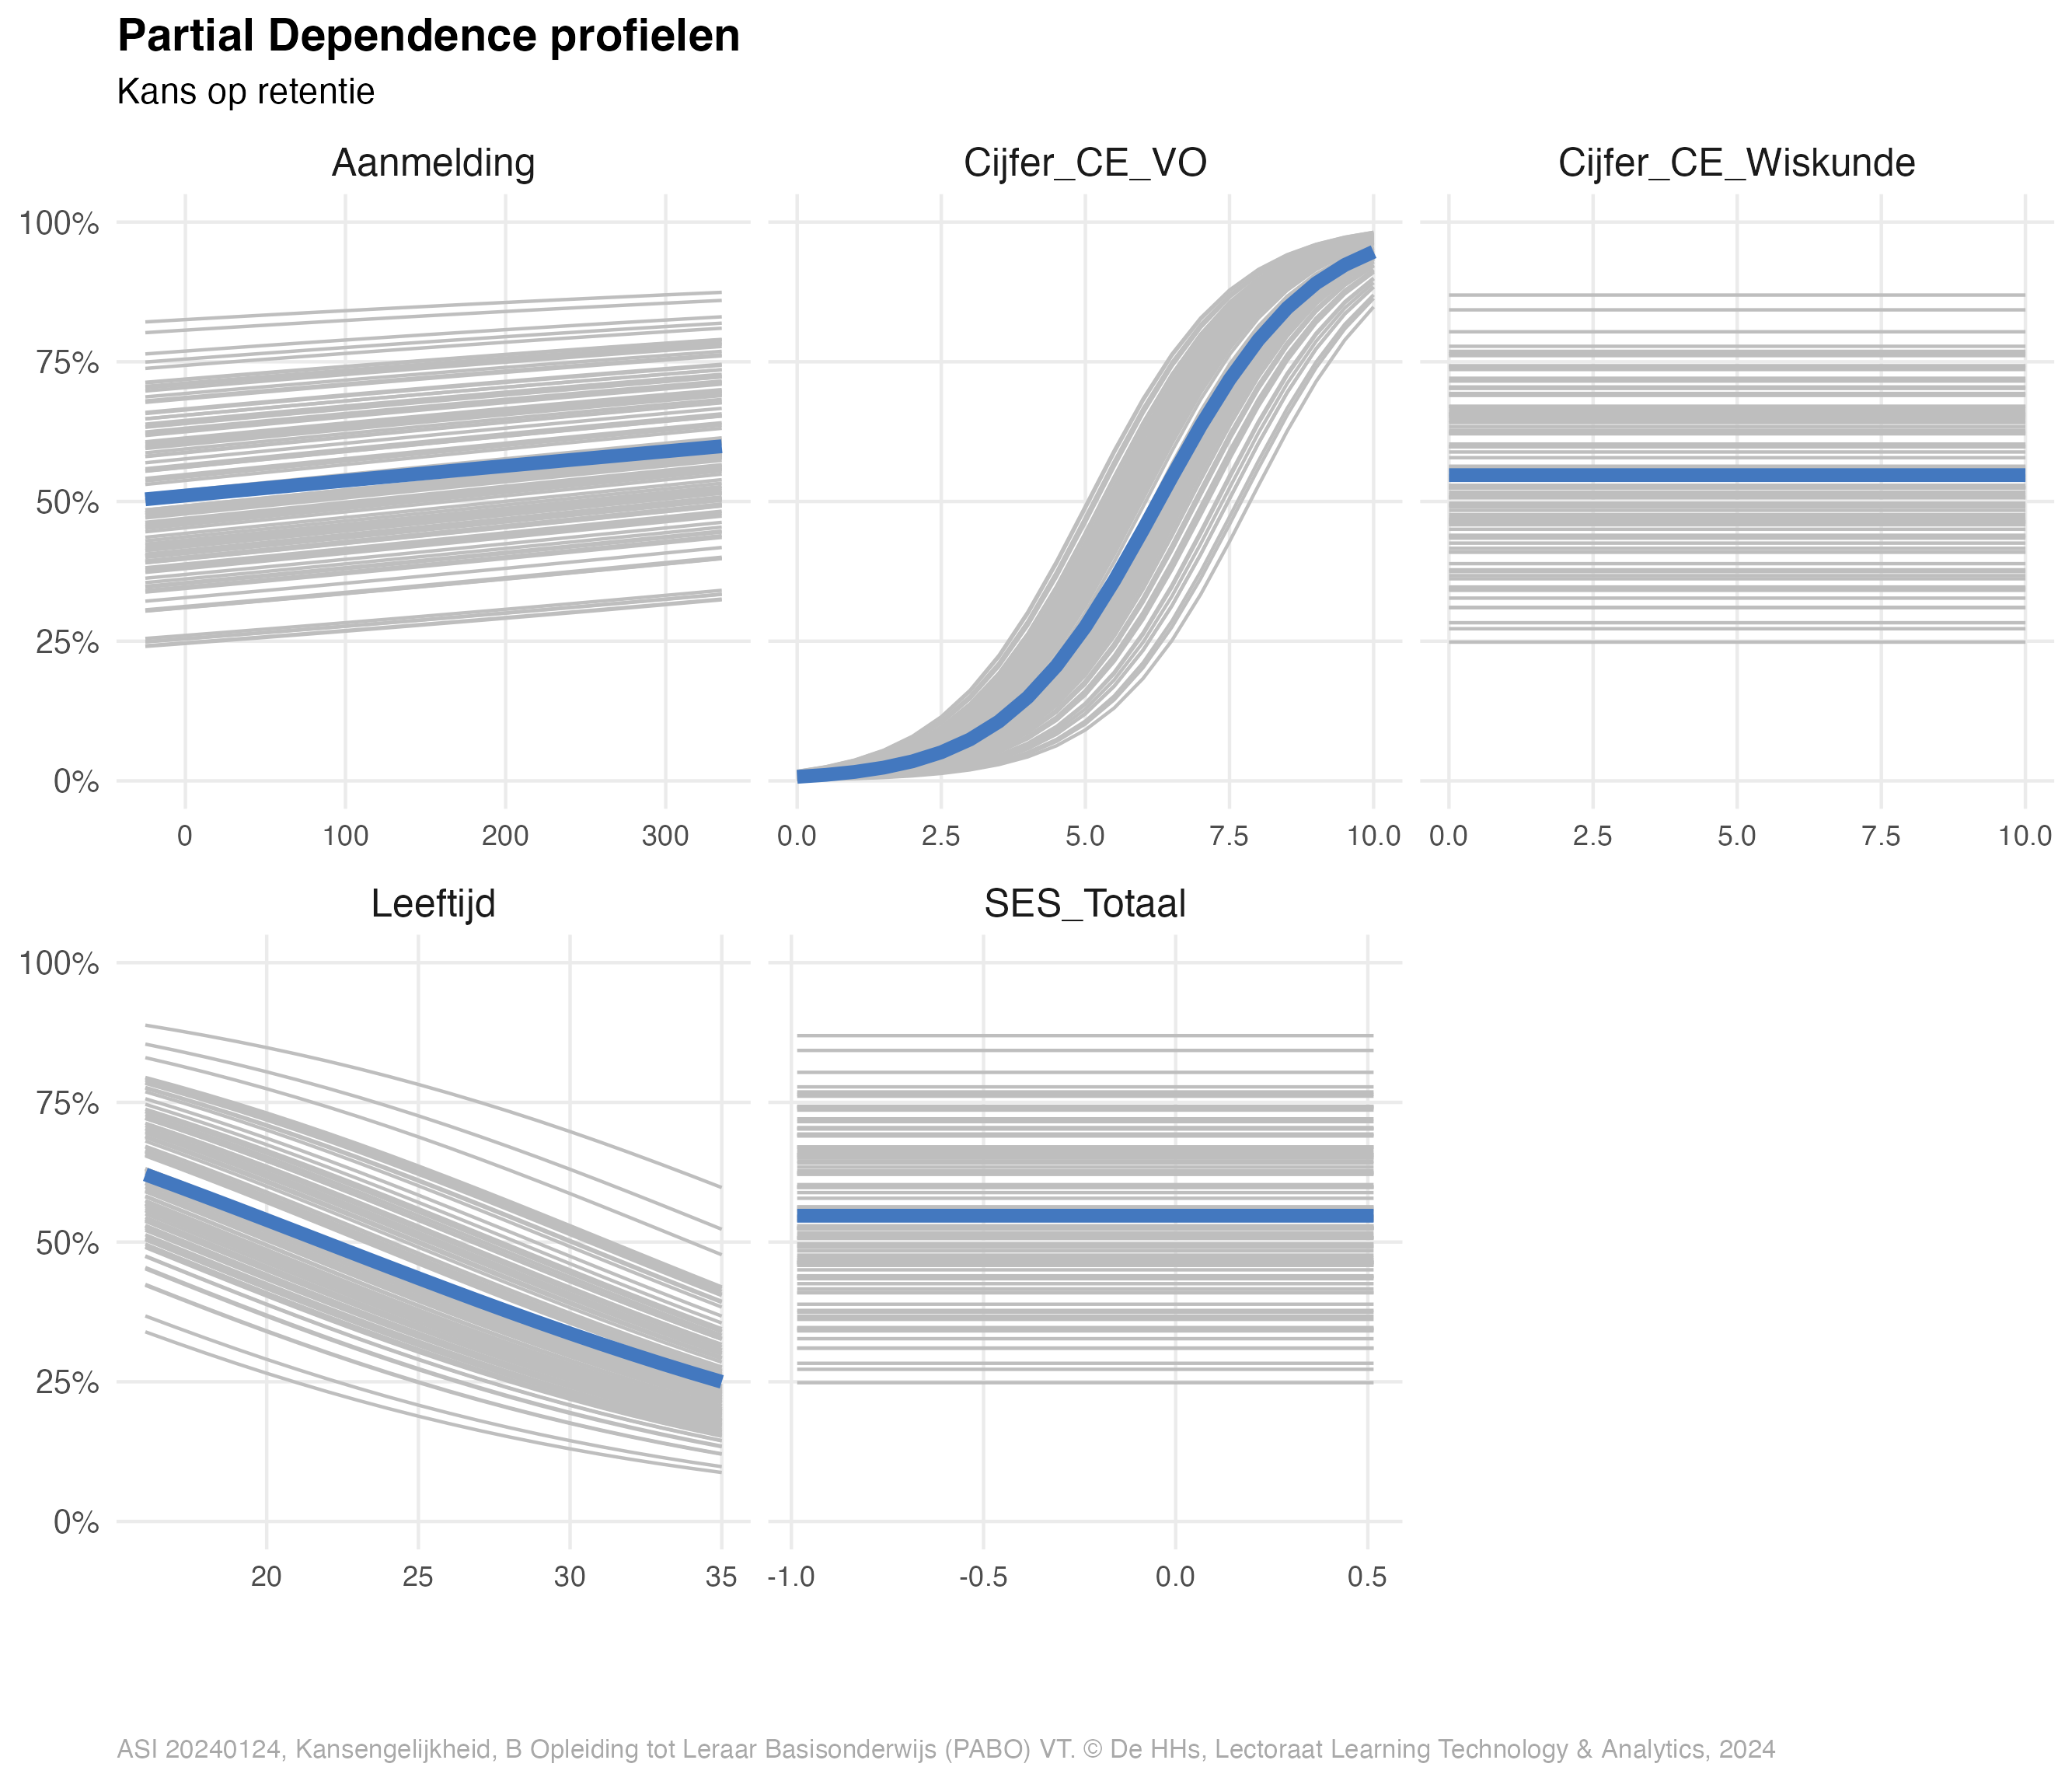 Partial Dependence profielen
Kans op retentie
Aanmelding
Cijfer_CE_VO
Cijfer_CE_Wiskunde
100%
75%
50%
25%
0%
0 100 200 300
0.0 2.5 5.0 7.5 10.0
0.0 2.5 5.0 7.5 10.0
Leeftijd
SES_Totaal
100%
75%
50%
25%
0%
20 25 30 35
-1.0 -0.5 0.0 0.5
ASI 20240124, Kansengelijkheid, B Opleiding tot Leraar Basisonderwijs (PABO) VT. © De HHs, Lectoraat Learning Technology & Analytics, 2024